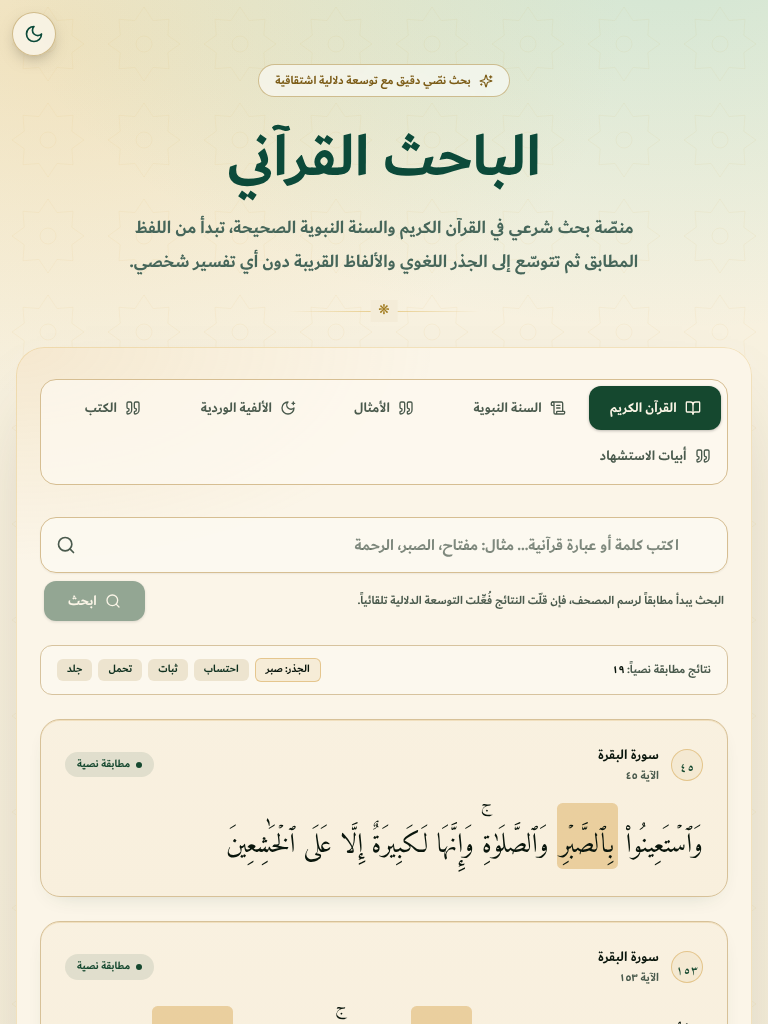 بحث نصّي دقيق مع توسعة دلالية اشتقاقية
الباحث القرآني
منصّة بحث شرعي في القرآن الكريم والسنة النبوية الصحيحة، تبدأ من اللفظ
المطابق ثم تتوسّع إلى الجذر اللغوي والألفاظ القريبة دون أي تفسير شخصي.
القرآن الكريم السنة النبوية الأمثال الألفية الوردية الكتب
أبيات الاستشهاد
اكتب كلمة أو عبارة قرآنية... مثال: مفتاح، الصبر، الرحمة
البحث يبدأ مطابقاً لرسم المصحف، فإن قلّت النتائج فُعِّلت التوسعة الدلالية تلقائياً. ابحث
نتائج مطابقة نصياً: ١٩ الجذر: صبر احتساب ثبات تحمل جلد
٤٥ سورة البقرة مطابقة نصية
الآية ٤٥
وَٱسْتَعِينُوا۟ بِٱلصَّبْرِ وَٱلصَّلَوٰةِ ۚ وَإِنَّهَا لَكَبِيرَةٌ إِلَّا عَلَى ٱلْخَـٰشِعِينَ
١٥٣ سورة البقرة مطابقة نصية
الآية ١٥٣